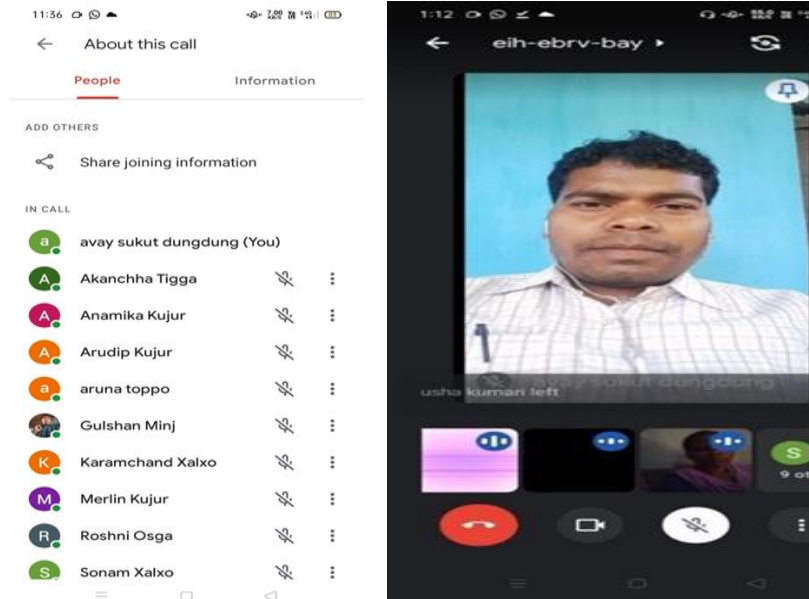 11:36
7.00
About this call
People
Information
ADD OTHERS
Share joining information
IN CALL
a
avay sukut dungdung (You)
A
Akanchha Tigga
A
Anamika Kujur
A
Arudip Kujur
a
aruna toppo
Gulshan Minj
K
Karamchand Xalxo
M
Merlin Kujur
R
Roshni Osga
S
Sonam Xalxo
1:12
eih-ebrv-bay
avay sukut dungdung
usha kumari left
S